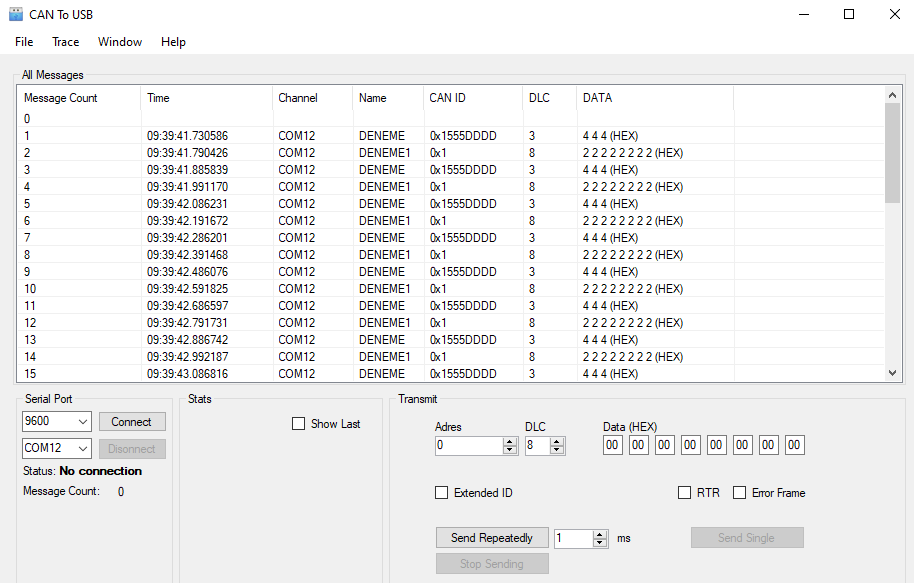 CAN To USB
File Trace Window Help
All Messages
Message Count Time Channel Name CAN ID DLC DATA
0
1 09:39:41.730586 COM12 DENEME 0x1555DDDD 3 4 4 4 (HEX)
2 09:39:41.790426 COM12 DENEME1 0x1 8 2 2 2 2 2 2 2 2 (HEX)
3 09:39:41.885839 COM12 DENEME 0x1555DDDD 3 4 4 4 (HEX)
4 09:39:41.991170 COM12 DENEME1 0x1 8 2 2 2 2 2 2 2 2 (HEX)
5 09:39:42.086231 COM12 DENEME 0x1555DDDD 3 4 4 4 (HEX)
6 09:39:42.191672 COM12 DENEME1 0x1 8 2 2 2 2 2 2 2 2 (HEX)
7 09:39:42.286201 COM12 DENEME 0x1555DDDD 3 4 4 4 (HEX)
8 09:39:42.391468 COM12 DENEME1 0x1 8 2 2 2 2 2 2 2 2 (HEX)
9 09:39:42.486076 COM12 DENEME 0x1555DDDD 3 4 4 4 (HEX)
10 09:39:42.591825 COM12 DENEME1 0x1 8 2 2 2 2 2 2 2 2 (HEX)
11 09:39:42.686597 COM12 DENEME 0x1555DDDD 3 4 4 4 (HEX)
12 09:39:42.791731 COM12 DENEME1 0x1 8 2 2 2 2 2 2 2 2 (HEX)
13 09:39:42.886742 COM12 DENEME 0x1555DDDD 3 4 4 4 (HEX)
14 09:39:42.992187 COM12 DENEME1 0x1 8 2 2 2 2 2 2 2 2 (HEX)
15 09:39:43.086816 COM12 DENEME 0x1555DDDD 3 4 4 4 (HEX)
Serial Port
9600 Connect
COM12 Disonnect
Status: No connection
Message Count: 0
Stats
Show Last
Transmit
Adres DLC Data (HEX)
0 8 00 00 00 00 00 00 00 00
Extended ID RTR Error Frame
Send Repeatedly 1 ms Send Single
Stop Sending